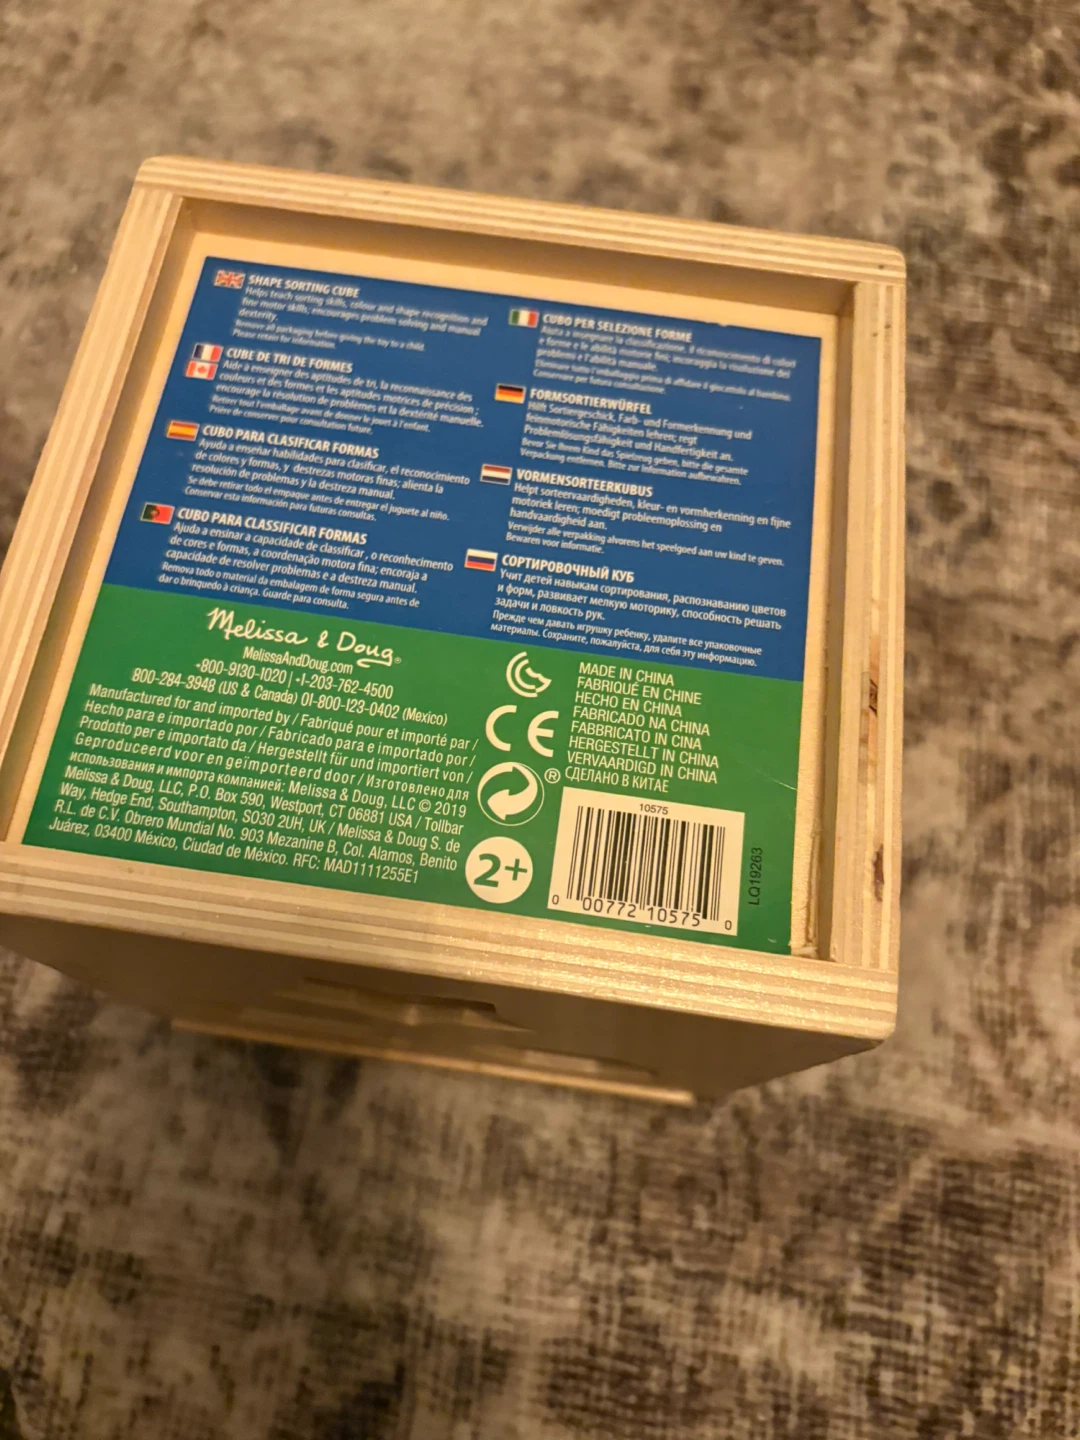 SHAPE SORTING CUBE
Helps teach sorting skills, colour and shape recognition and
fine motor skills, encourages problem solving and manual
dexterity.
Remove all packaging before giving the toy to a child.
Please retain for information.
CUBE DE TRI DE FORMES
Aide à enseigner des aptitudes de tri, la reconnaissance des
couleurs et des formes et les aptitudes motrices de précision ;
encourage la résolution de problèmes et la dextérité manuelle.
Retirer tout l'emballage avant de donner le jouet à l'enfant.
Prière de conserver pour consultation future.
CUBO PARA CLASIFICAR FORMAS
Ayuda a enseñar habilidades para clasificar, el reconocimiento
de colores y formas, y destrezas motoras finas; alienta la
resolución de problemas y la destreza manual.
Se debe retirar todo el empaque antes de entregar el juguete al niño.
Conservar esta información para futuras consultas.
CUBO PARA CLASSIFICAR FORMAS
Ajuda a ensinar a capacidade de classificar , o reconhecimento
de cores e formas, a coordenação motora fina; encoraja a
capacidade de resolver problemas e a destreza manual.
Remova todo o material da embalagem de forma segura antes de
dar o brinquedo à criança. Guarde para consulta.
CUBO PER SELEZIONE FORME
Aiuta a insegnare la classificazione, il riconoscimento di colori
e forme e le abilità motorie fini; incoraggia la risoluzione dei
problemi e l'abilità manuale.
Eliminare tutto l'imballaggio prima di affidare il giocattolo al bambino.
Conservare per futura consultazione.
FORMSORTIERWÜRFEL
Hilft Sortiergeschick, Farb- und Formerkennung und
feinmotorische Fähigkeiten lehren; regt
Problemlösungsfähigkeit und Handfertigkeit an.
Bevor Sie Ihrem Kind das Spielzeug geben, bitte die gesamte
Verpackung entfernen. Bitte zur Information aufbewahren.
VORMENSORTEERKUBUS
Helpt sorteervaardigheden, kleur- en vormherkenning en fijne
motoriek leren; moedigt probleemoplossing en
handvaardigheid aan.
Verwijder alle verpakking alvorens het speelgoed aan uw kind te geven.
Bewaren voor informatie.
СОРТИРОВОЧНЫЙ КУБ
Учит детей навыкам сортирования, распознаванию цветов
и форм, развивает мелкую моторику, способность решать
задачи и ловкость рук.
Прежде чем давать игрушку ребенку, удалите все упаковочные
материалы. Сохраните, пожалуйста, для себя эту информацию.
Melissa & Doug®
MelissaAndDoug.com
+800-9130-1020 | +1-203-762-4500
800-284-3948 (US & Canada) 01-800-123-0402 (Mexico)
Manufactured for and imported by / Fabriqué pour et importé par /
Hecho para e importado por / Fabricado para e importado por /
Prodotto per e importato da / Hergestellt für und importiert von /
Geproduceerd voor en geïmporteerd door / Изготовлено для
использования и импорта компанией: Melissa & Doug, LLC © 2019
Melissa & Doug, LLC, P.O. Box 590, Westport, CT 06881 USA / Tollbar
Way, Hedge End, Southampton, SO30 2UH, UK / Melissa & Doug S. de
R.L. de C.V. Obrero Mundial No. 903 Mezanine B, Col. Alamos, Benito
Juárez, 03400 México, Ciudad de México. RFC: MAD1111255E1
CE
®
2+
MADE IN CHINA
FABRIQUÉ EN CHINE
HECHO EN CHINA
FABRICADO NA CHINA
FABBRICATO IN CINA
HERGESTELLT IN CHINA
VERVAARDIGD IN CHINA
СДЕЛАНО В КИТАЕ
10575
0 00772 10575 0
LQ19263